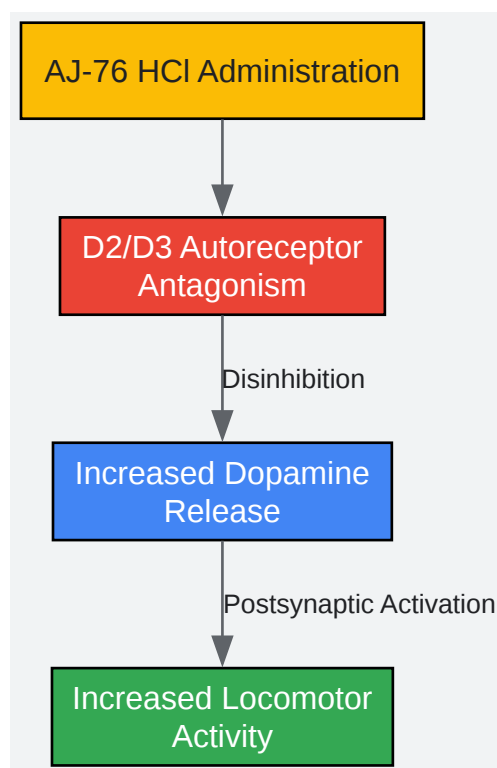 AJ-76 HCl Administration
D2/D3 Autoreceptor
Antagonism
Disinhibition
Increased Dopamine
Release
Postsynaptic Activation
Increased Locomotor
Activity